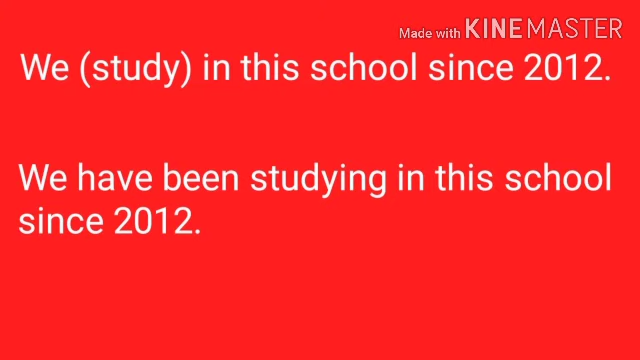 Made with KINEMASTER
We (study) in this school since 2012.
We have been studying in this school
since 2012.